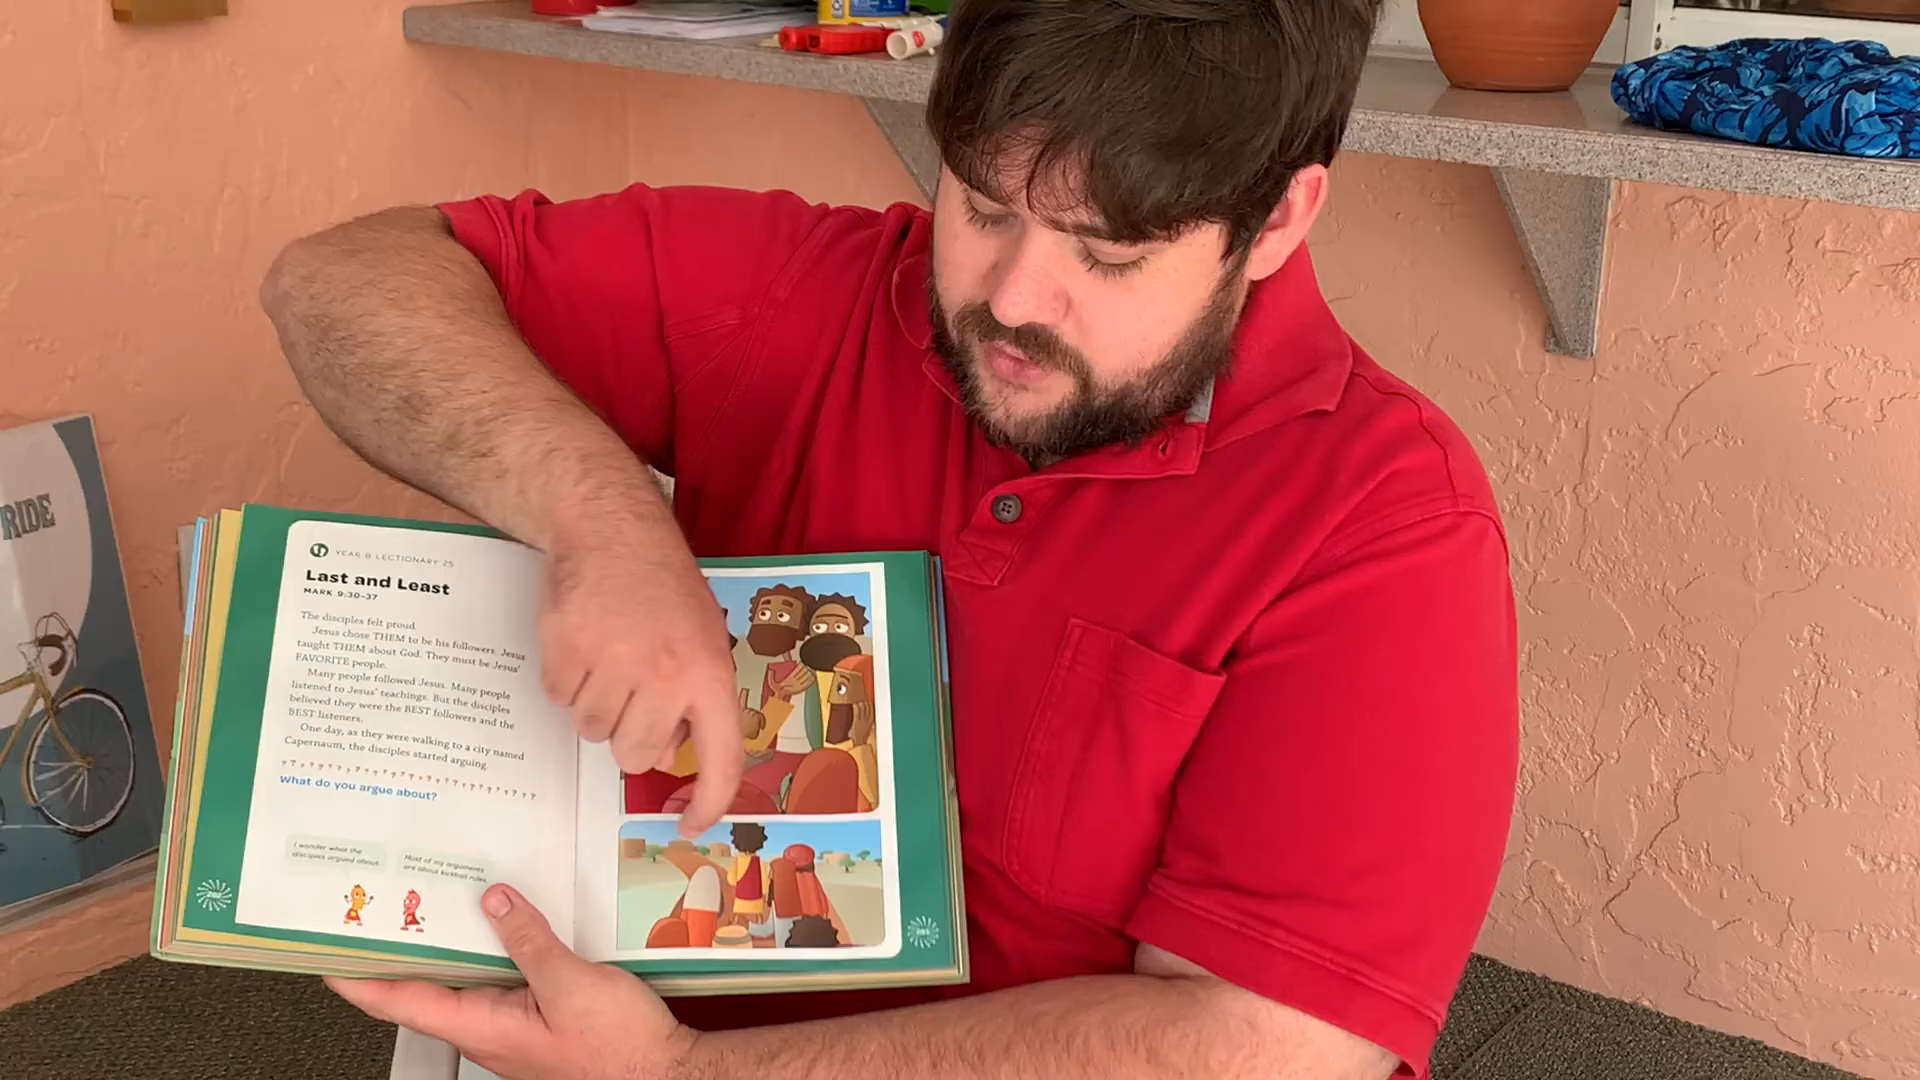 RIDE
YEAR B LECTIONARY 25
Last and Least
MARK 9:30-37
The disciples felt proud.
Jesus chose THEM to be his followers. Jesus
taught THEM about God. They must be Jesus'
FAVORITE people.
Many people followed Jesus. Many people
listened to Jesus' teachings. But the disciples
believed they were the BEST followers and the
BEST listeners.
One day, as they were walking to a city named
Capernaum, the disciples started arguing.
What do you argue about?
I wonder what the
disciples argued about.
Most of my arguments
are about kickball rules.